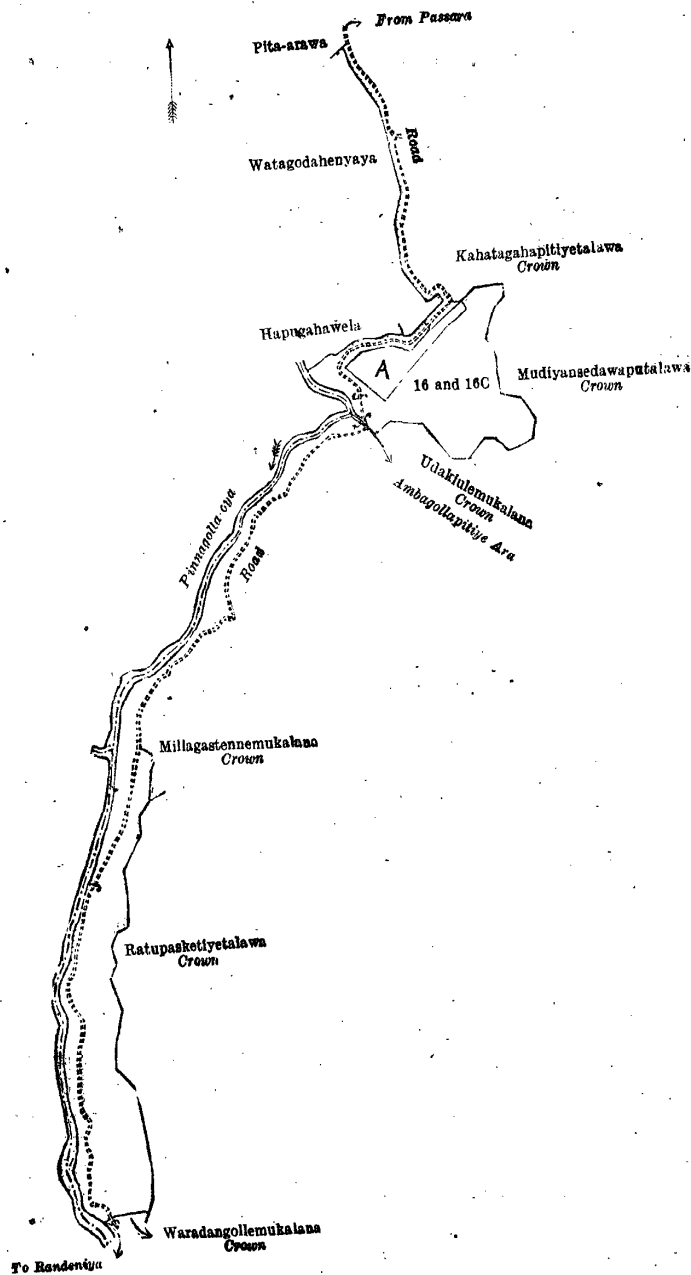 From Passara
Pita-arawa
Road
Watagodahenyaya
Kahatagahapitiyetalawa
Crown
Hapugahawela
A
16 and 16C
Mudiyansedawaputalawa
Crown
Udakiulemukalana
Crown
Ambagollapitiye Ara
Pinnagolla-oya
Road
Millagastennemukalana
Crown
Ratupasketiyetalawa
Crown
Waradangollemukalana
Crown
To Randeniya